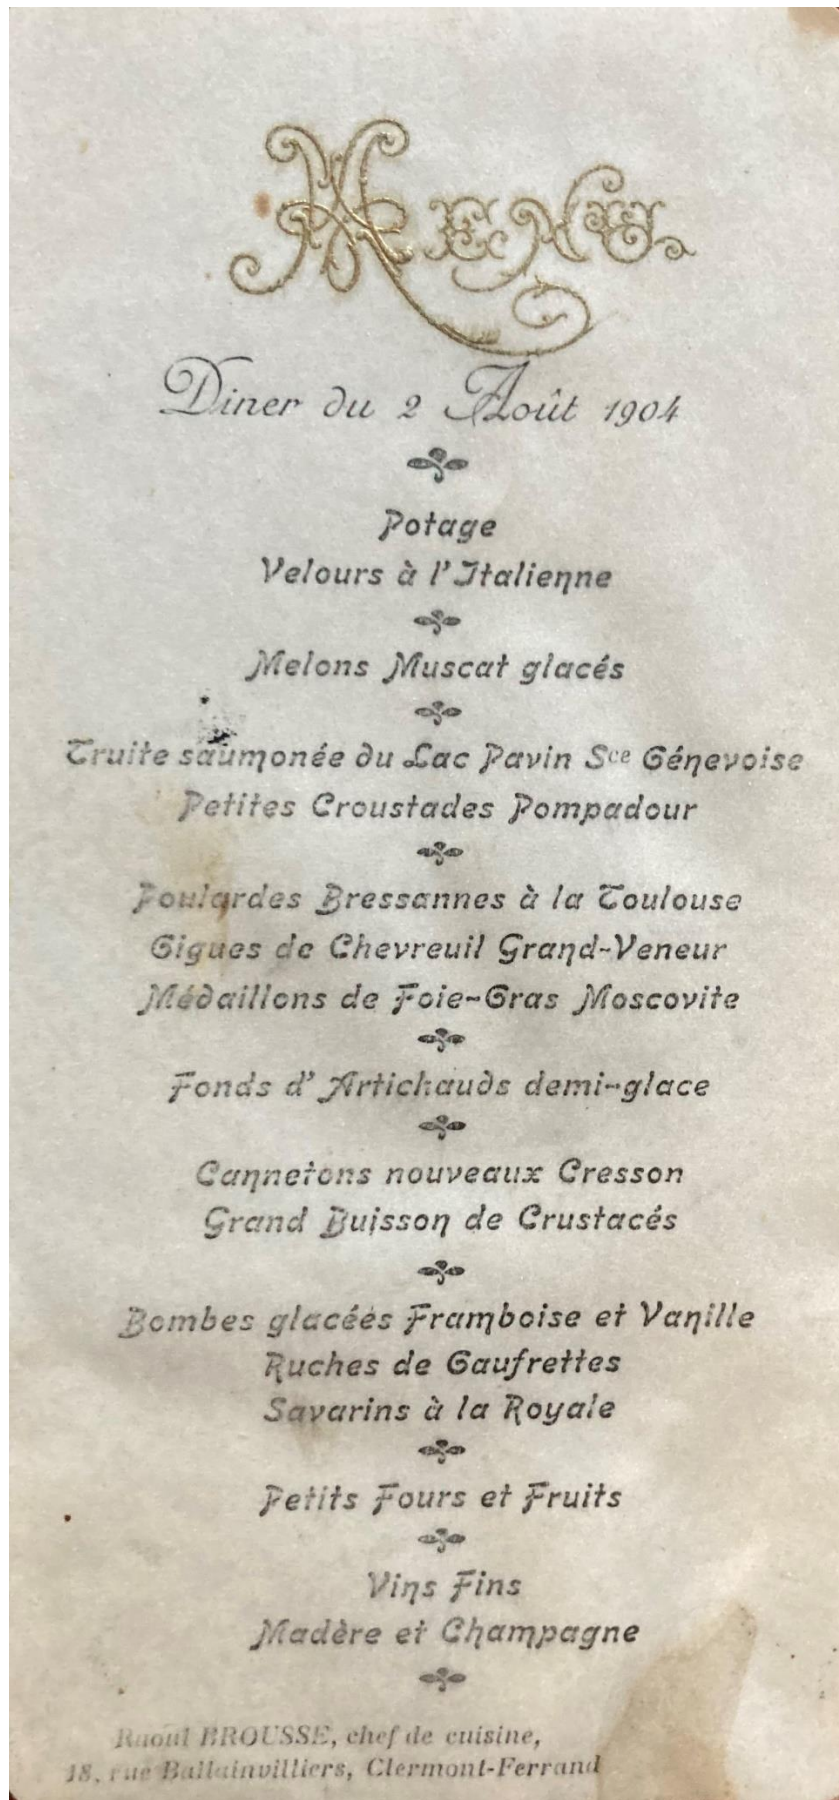 Menu
Diner du 2 Août 1904
Potage
Velours à l'Italienne
Melons Muscat glacés
Truite saumonée du Lac Pavin Sce Génevoise
Petites Croustades Pompadour
Poulardes Bressannes à la Toulouse
Gigues de Chevreuil Grand-Veneur
Médaillons de Foie-Gras Moscovite
Fonds d'Artichauds demi-glace
Cannetons nouveaux Cresson
Grand Buisson de Crustacés
Bombes glacées Framboise et Vanille
Ruches de Gaufrettes
Savarins à la Royale
Petits Fours et Fruits
Vins Fins
Madère et Champagne
Raoul BROUSSE, chef de cuisine,
18, rue Ballainvilliers, Clermont-Ferrand